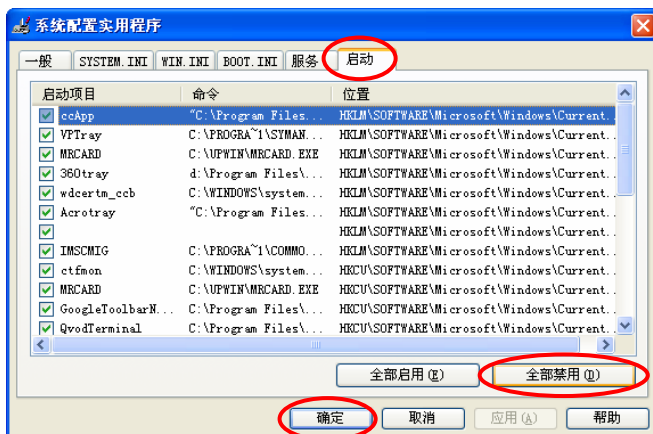 系统配置实用程序
一般 SYSTEM.INI WIN.INI BOOT.INI 服务 启动
启动项目 命令 位置
ccApp "C:\Program Files... HKLM\SOFTWARE\Microsoft\Windows\Current..
VPTray C:\PROGRA~1\SYMAN... HKLM\SOFTWARE\Microsoft\Windows\Current..
MRCARD C:\UPWIN\MRCARD.EXE HKLM\SOFTWARE\Microsoft\Windows\Current..
360tray d:\Program Files\... HKLM\SOFTWARE\Microsoft\Windows\Current..
wdcertm_ccb C:\WINDOWS\system... HKLM\SOFTWARE\Microsoft\Windows\Current..
Acrotray "C:\Program Files... HKLM\SOFTWARE\Microsoft\Windows\Current..
HKLM\SOFTWARE\Microsoft\Windows\Current..
IMSCMIG C:\PROGRA~1\COMMO... HKLM\SOFTWARE\Microsoft\Windows\Current..
ctfmon C:\WINDOWS\system... HKCU\SOFTWARE\Microsoft\Windows\Current..
MRCARD C:\UPWIN\MRCARD.EXE HKCU\SOFTWARE\Microsoft\Windows\Current..
GoogleToolbarN... C:\Program Files\... HKCU\SOFTWARE\Microsoft\Windows\Current..
QvodTerminal C:\Program Files\... HKCU\SOFTWARE\Microsoft\Windows\Current..
全部启用(E) 全部禁用(D)
确定 取消 应用(A) 帮助